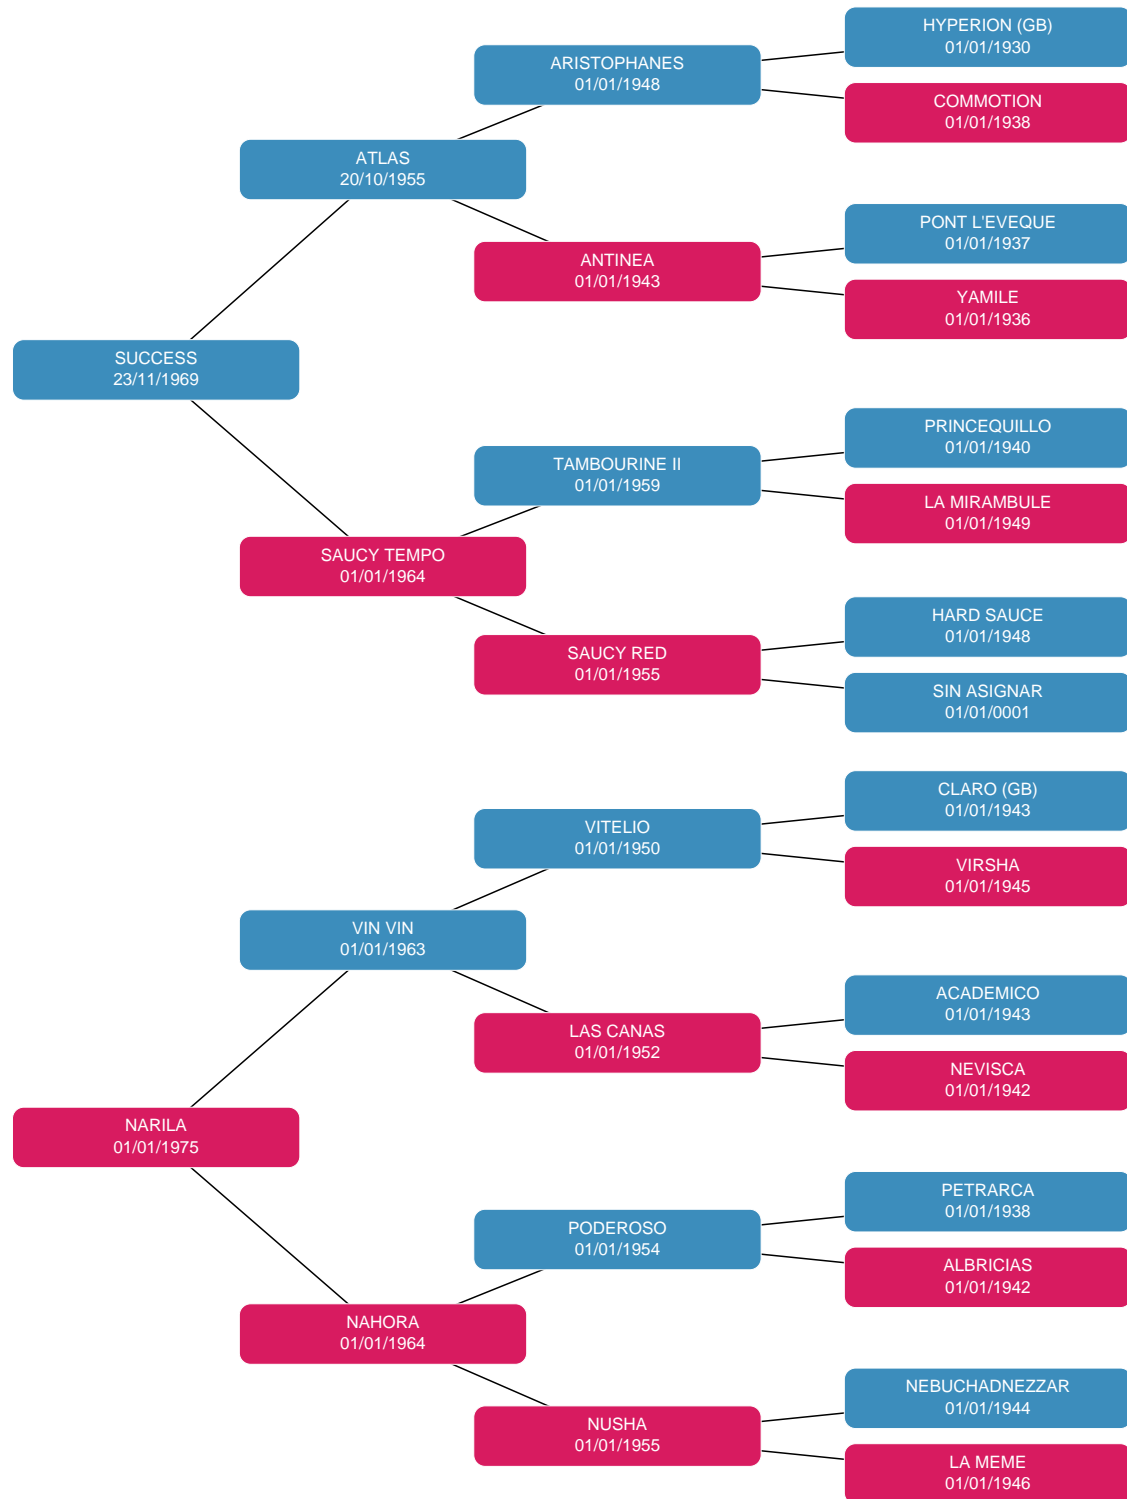 HYPERION (GB)
01/01/1930
ARISTOPHANES
01/01/1948
COMMOTION
01/01/1938
ATLAS
20/10/1955
PONT L'EVEQUE
01/01/1937
ANTINEA
01/01/1943
YAMILE
01/01/1936
SUCCESS
23/11/1969
PRINCEQUILLO
01/01/1940
TAMBOURINE II
01/01/1959
LA MIRAMBULE
01/01/1949
SAUCY TEMPO
01/01/1964
HARD SAUCE
01/01/1948
SAUCY RED
01/01/1955
SIN ASIGNAR
01/01/0001
CLARO (GB)
01/01/1943
VITELIO
01/01/1950
VIRSHA
01/01/1945
VIN VIN
01/01/1963
ACADEMICO
01/01/1943
LAS CANAS
01/01/1952
NEVISCA
01/01/1942
NARILA
01/01/1975
PETRARCA
01/01/1938
PODEROSO
01/01/1954
ALBRICIAS
01/01/1942
NAHORA
01/01/1964
NEBUCHADNEZZAR
01/01/1944
NUSHA
01/01/1955
LA MEME
01/01/1946